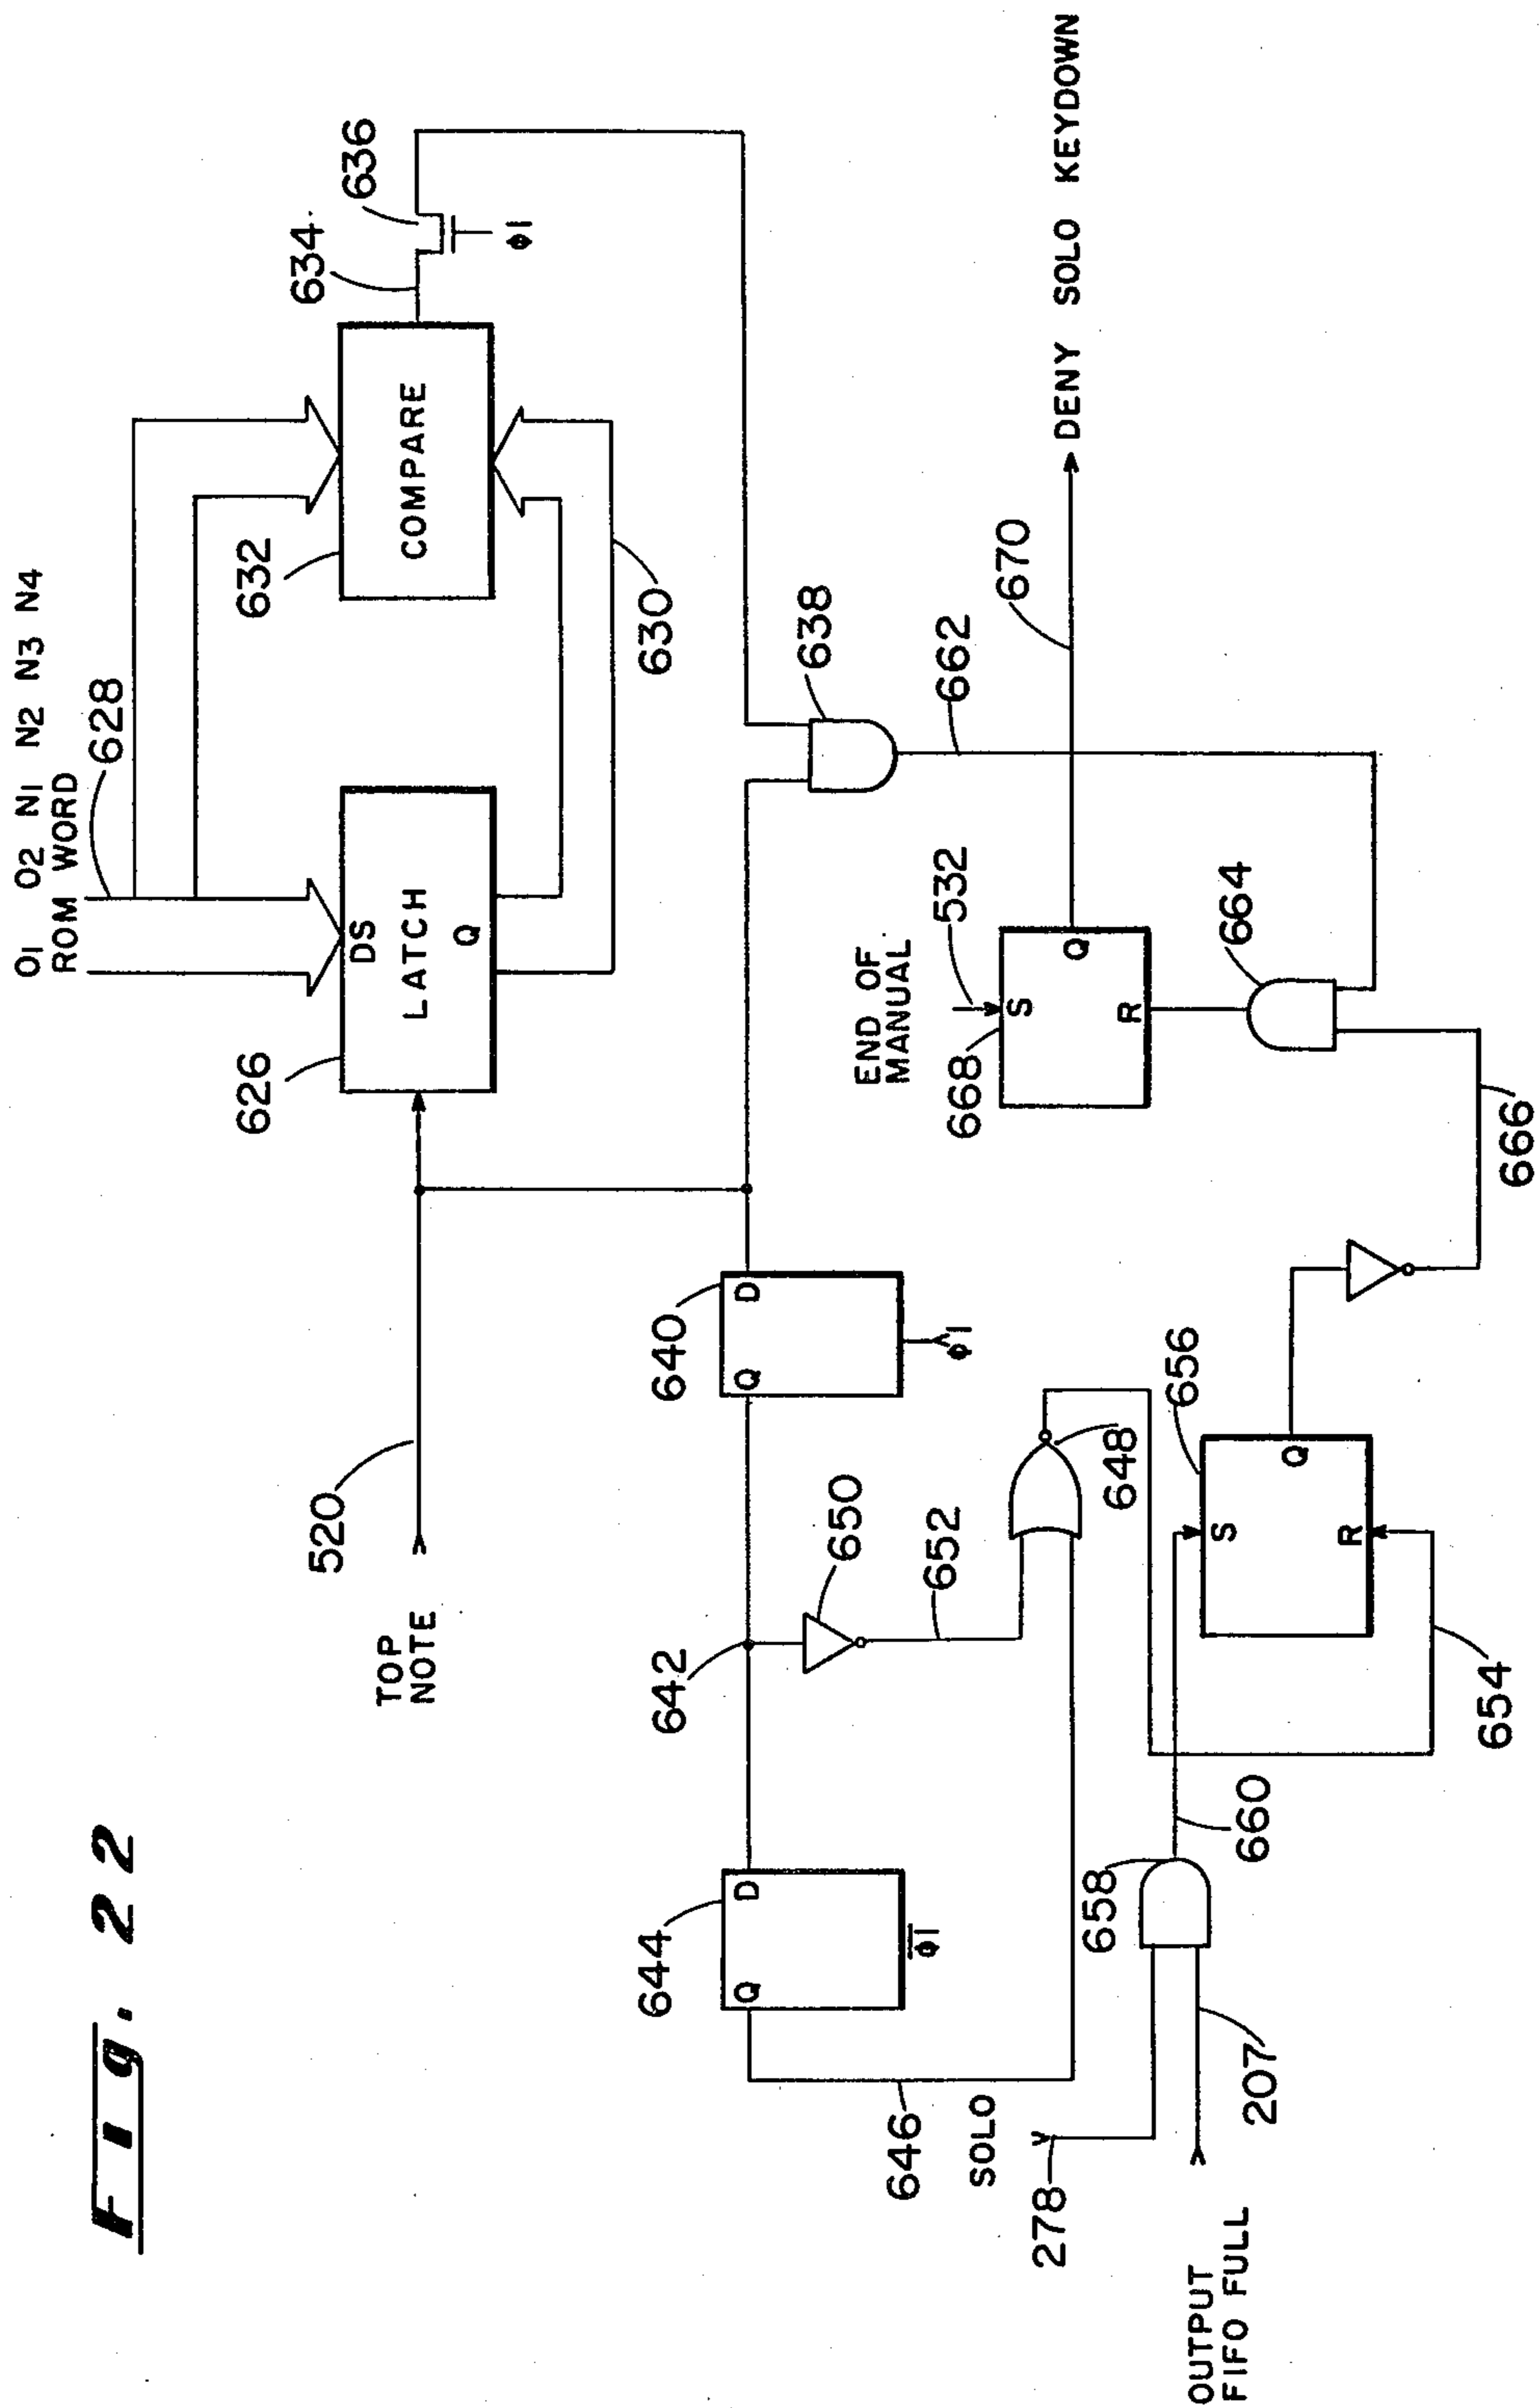 Fig. 22
O1 O2 N1 N2 N3 N4
ROM WORD
628
626
DS
LATCH
Q
632
COMPARE
634
636
φ1
630
TOP
NOTE
520
638
640
Q
D
φ1
642
644
Q
D
φ1
646
650
652
648
662
END OF
MANUAL
532
668
S
Q
R
670
DENY SOLO KEYDOWN
664
666
656
S
Q
R
654
SOLO
278
658
660
207
OUTPUT
FIFO FULL